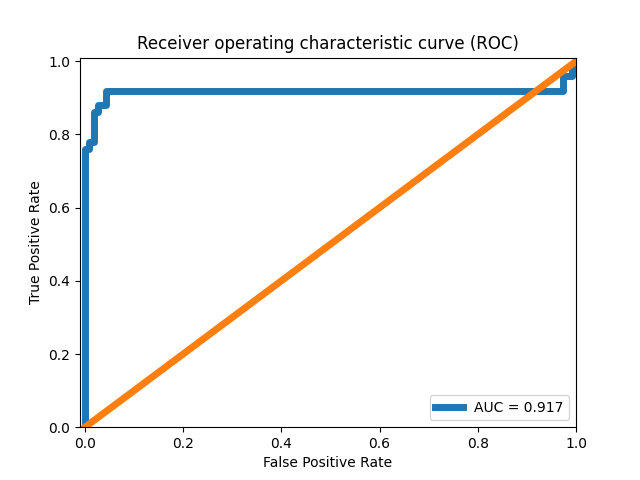 Receiver operating characteristic curve (ROC)
1.0
0.8
0.6
0.4
0.2
0.0
True Positive Rate
AUC = 0.917
0.0 0.2 0.4 0.6 0.8 1.0
False Positive Rate